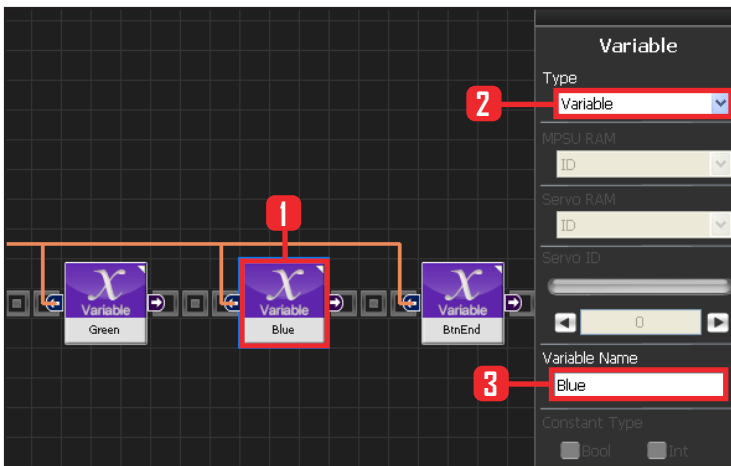 1
Variable
Green
Variable
Blue
Variable
BtnEnd
Variable
Type
2
Variable
MPSU RAM
ID
Servo RAM
ID
Servo ID
0
Variable Name
3
Blue
Constant Type
Bool Int